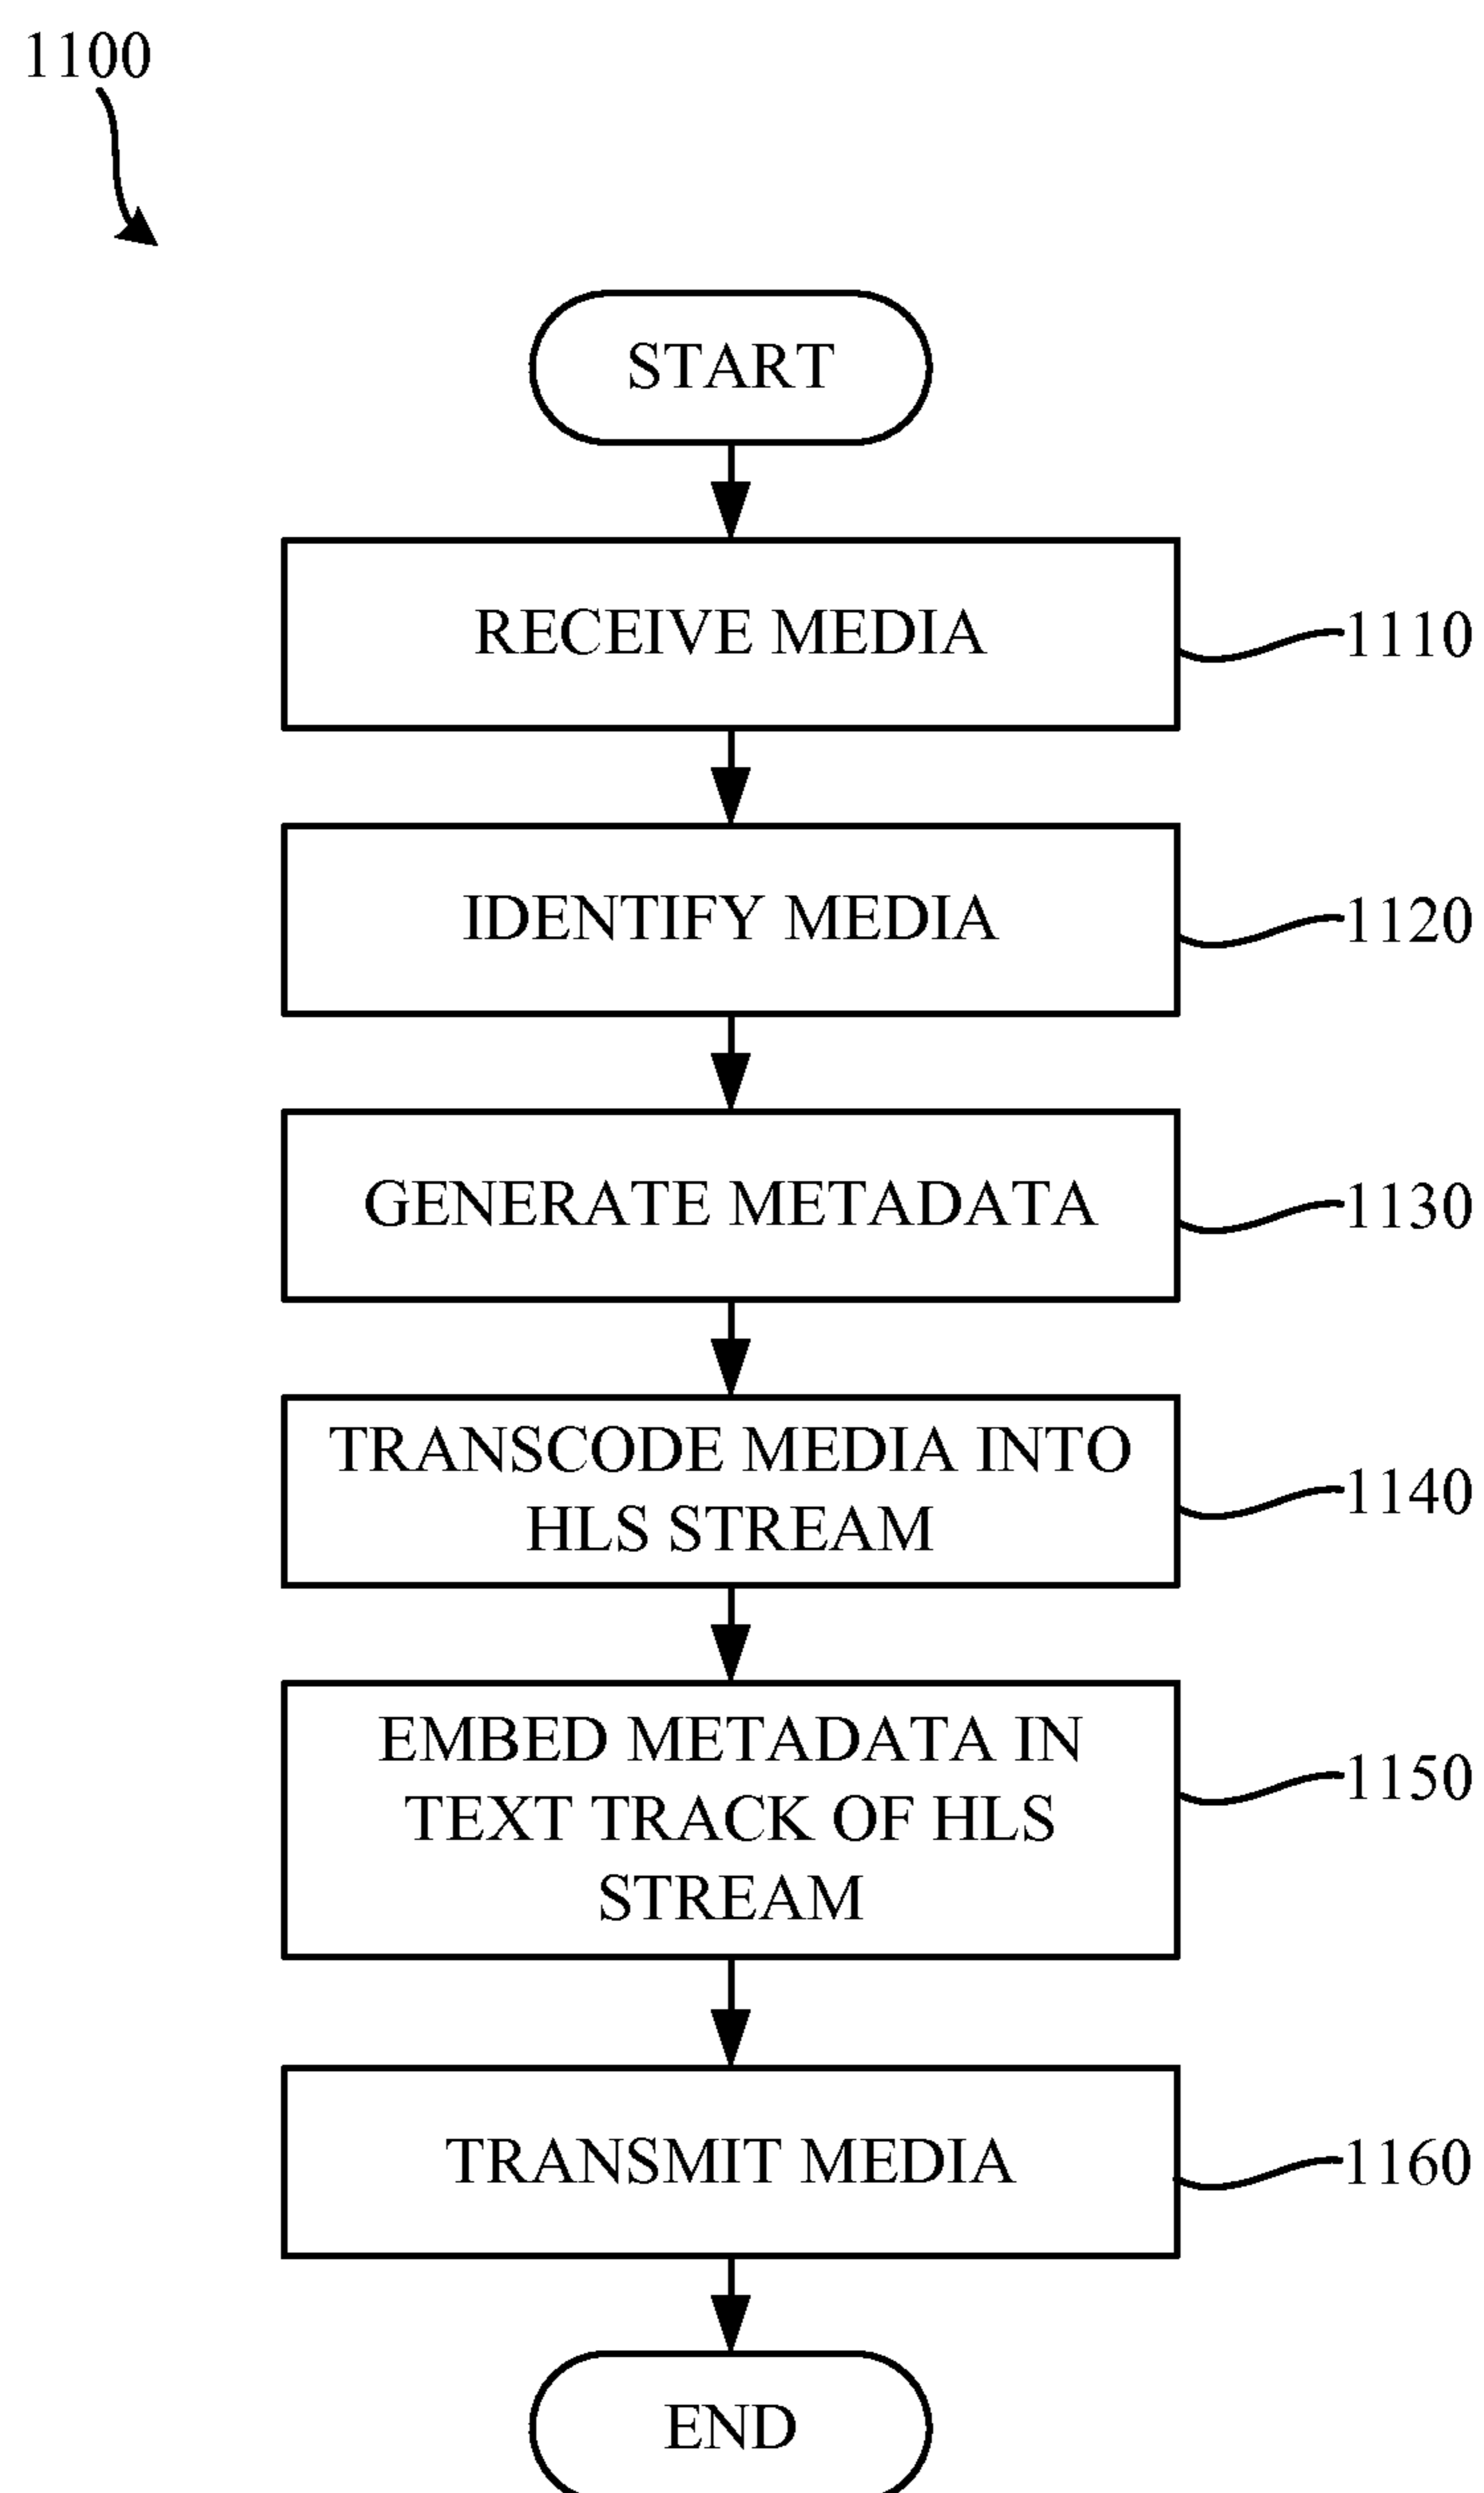 1100
START
RECEIVE MEDIA
1110
IDENTIFY MEDIA
1120
GENERATE METADATA
1130
TRANSCODE MEDIA INTO
HLS STREAM
1140
EMBED METADATA IN
TEXT TRACK OF HLS
STREAM
1150
TRANSMIT MEDIA
1160
END